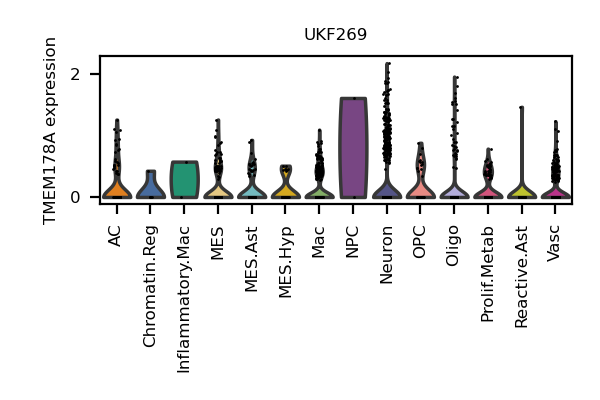 UKF269
TMEM178A expression
2
0
AC
Chromatin.Reg
Inflammatory.Mac
MES
MES.Ast
MES.Hyp
Mac
NPC
Neuron
OPC
Oligo
Prolif.Metab
Reactive.Ast
Vasc